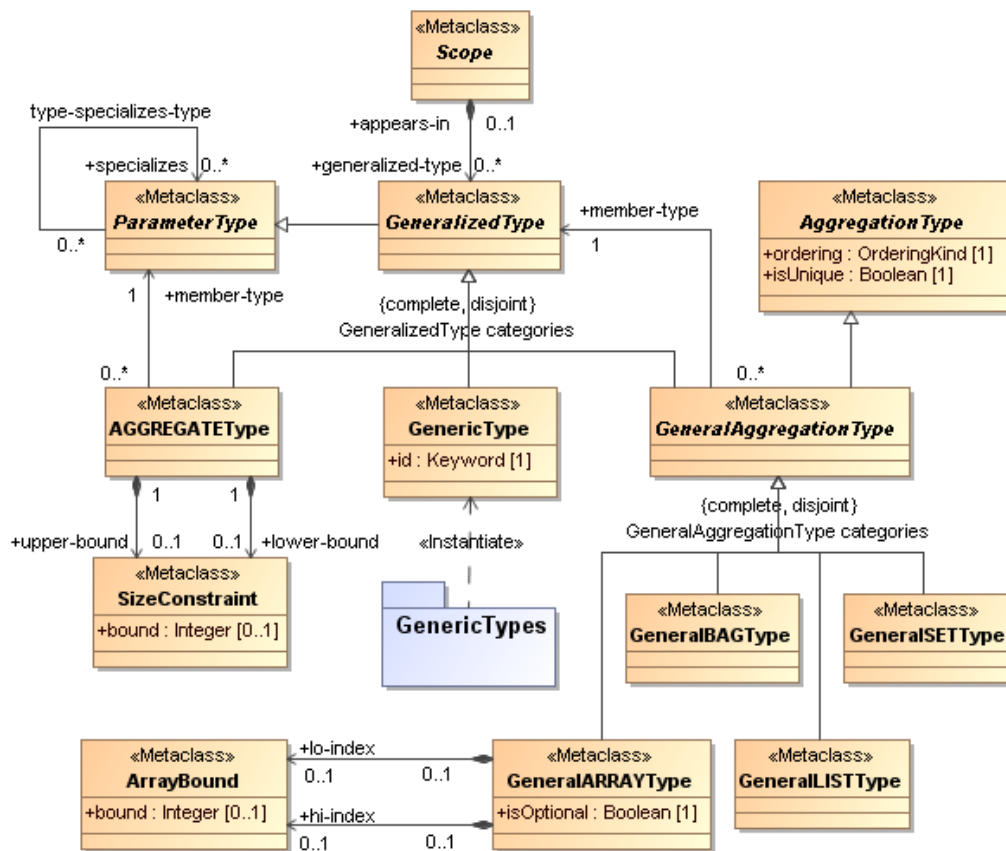 «Metaclass»
Scope
type-specializes-type
+appears-in
0..1
+specializes
0..*
+generalized-type
0..*
«Metaclass»
ParameterType
0..*
«Metaclass»
GeneralizedType
+member-type
1
«Metaclass»
AggregationType
+ordering : OrderingKind [1]
+isUnique : Boolean [1]
1
+member-type
{complete, disjoint}
GeneralizedType categories
0..*
0..*
«Metaclass»
AGGREGATEType
«Metaclass»
GenericType
+id : Keyword [1]
«Metaclass»
GeneralAggregationType
1
1
+upper-bound
0..1
0..1
+lower-bound
«Instantiate»
{complete, disjoint}
GeneralAggregationType categories
«Metaclass»
SizeConstraint
+bound : Integer [0..1]
GenericTypes
«Metaclass»
GeneralBAGType
«Metaclass»
GeneralSETType
«Metaclass»
ArrayBound
+bound : Integer [0..1]
+lo-index
0..1
0..1
+hi-index
0..1
0..1
«Metaclass»
GeneralARRAYType
+isOptional : Boolean [1]
«Metaclass»
GeneralLISTType